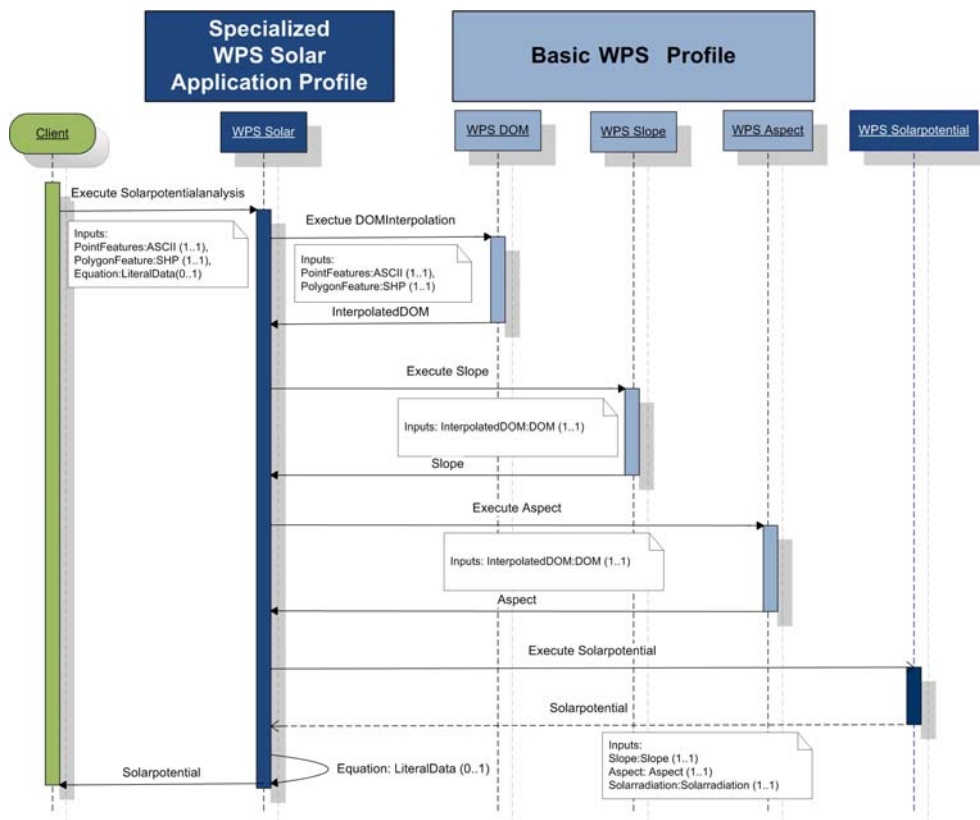 Specialized
WPS Solar
Application Profile
Basic WPS Profile
Client
WPS Solar
WPS DOM
WPS Slope
WPS Aspect
WPS Solarpotential
Execute Solarpotentialanalysis
Inputs:
PointFeatures:ASCII (1..1),
PolygonFeature:SHP (1..1),
Equation:LiteralData(0..1)
Exectue DOMInterpolation
Inputs:
PointFeatures:ASCII (1..1),
PolygonFeature:SHP (1..1)
InterpolatedDOM
Execute Slope
Inputs: InterpolatedDOM:DOM (1..1)
Slope
Execute Aspect
Inputs: InterpolatedDOM:DOM (1..1)
Aspect
Execute Solarpotential
Solarpotential
Inputs:
Slope:Slope (1..1)
Aspect: Aspect (1..1)
Solarradiation:Solarradiation (1..1)
Equation: LiteralData (0..1)
Solarpotential